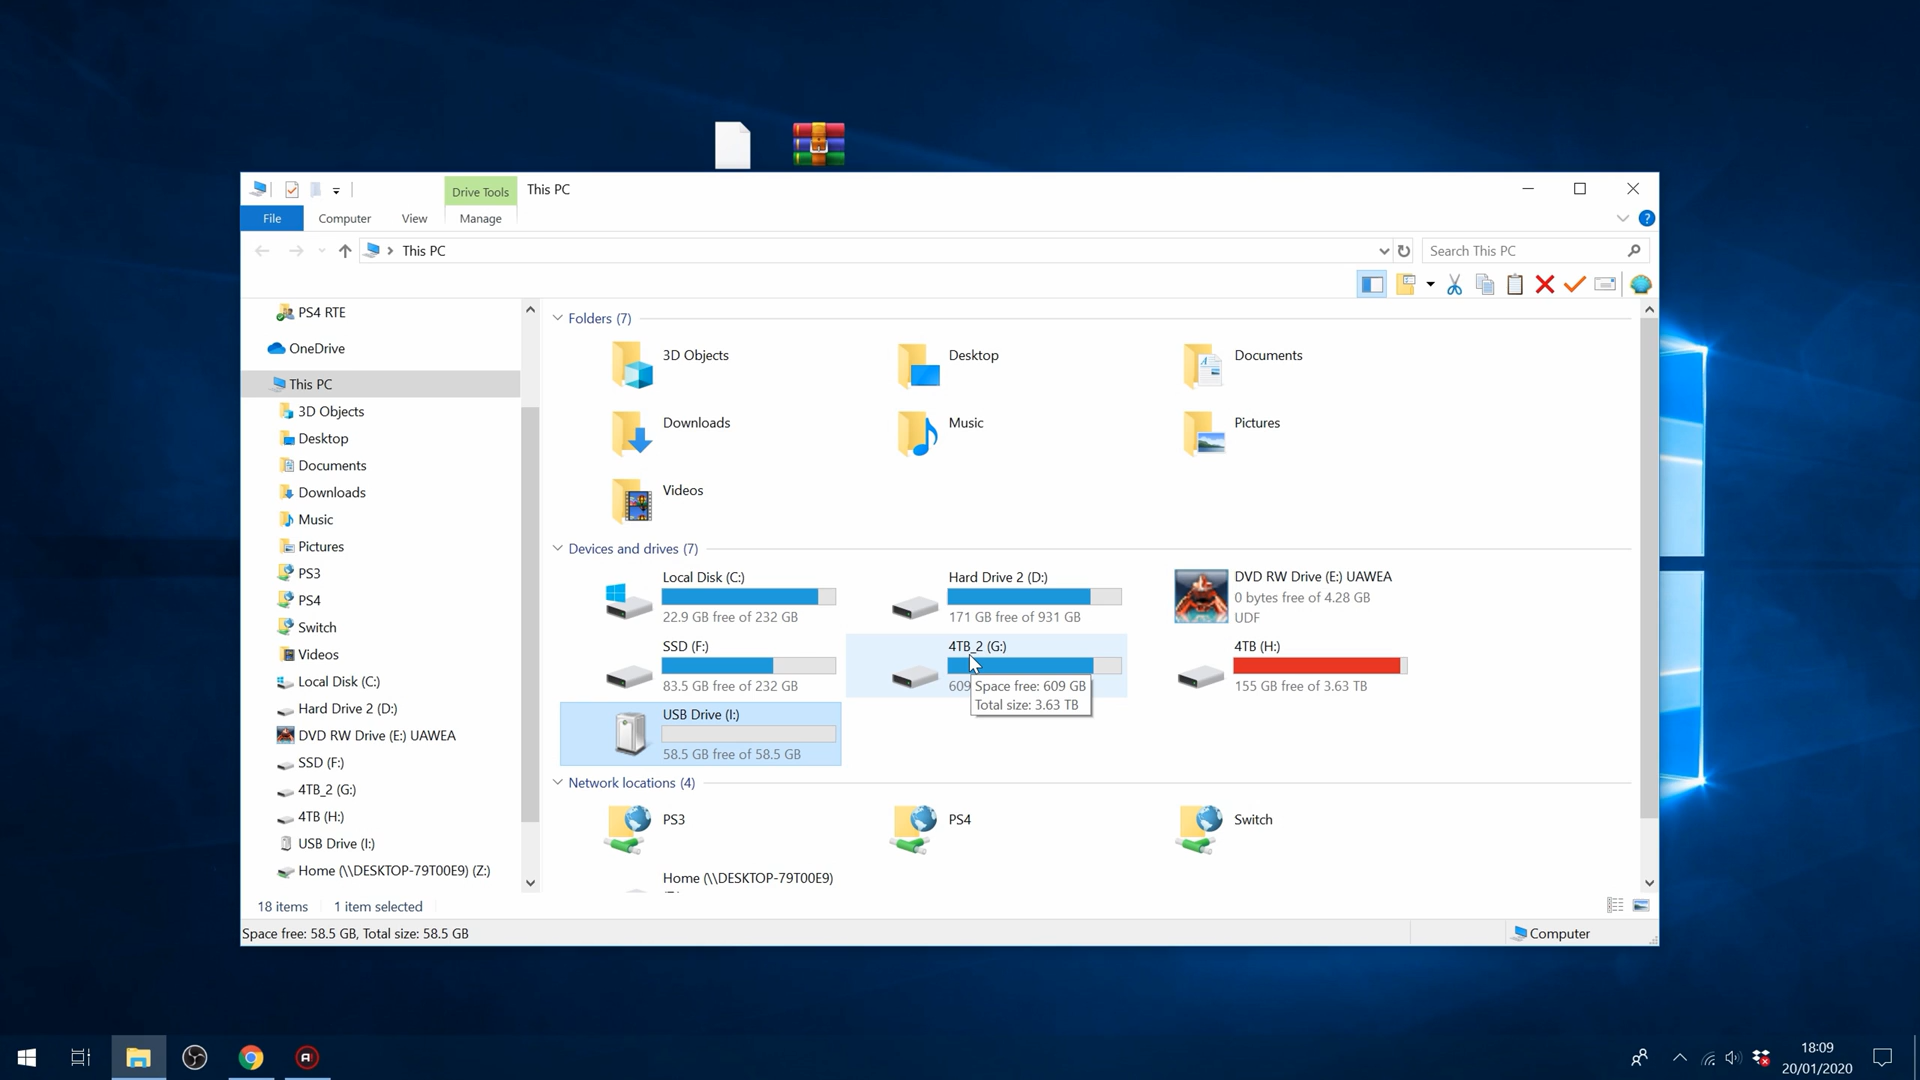 Drive Tools
This PC
File
Computer
View
Manage
This PC
Search This PC
PS4 RTE
OneDrive
This PC
3D Objects
Desktop
Documents
Downloads
Music
Pictures
PS3
PS4
Switch
Videos
Local Disk (C:)
Hard Drive 2 (D:)
DVD RW Drive (E:) UAWEA
SSD (F:)
4TB_2 (G:)
4TB (H:)
USB Drive (I:)
Home (\\DESKTOP-79T00E9) (Z:)
Folders (7)
3D Objects
Desktop
Documents
Downloads
Music
Pictures
Videos
Devices and drives (7)
Local Disk (C:)
22.9 GB free of 232 GB
Hard Drive 2 (D:)
171 GB free of 931 GB
DVD RW Drive (E:) UAWEA
0 bytes free of 4.28 GB
UDF
SSD (F:)
83.5 GB free of 232 GB
4TB_2 (G:)
609
Space free: 609 GB
Total size: 3.63 TB
4TB (H:)
155 GB free of 3.63 TB
USB Drive (I:)
58.5 GB free of 58.5 GB
Network locations (4)
PS3
PS4
Switch
Home (\\DESKTOP-79T00E9)
18 items
1 item selected
Space free: 58.5 GB, Total size: 58.5 GB
Computer
18:09
20/01/2020